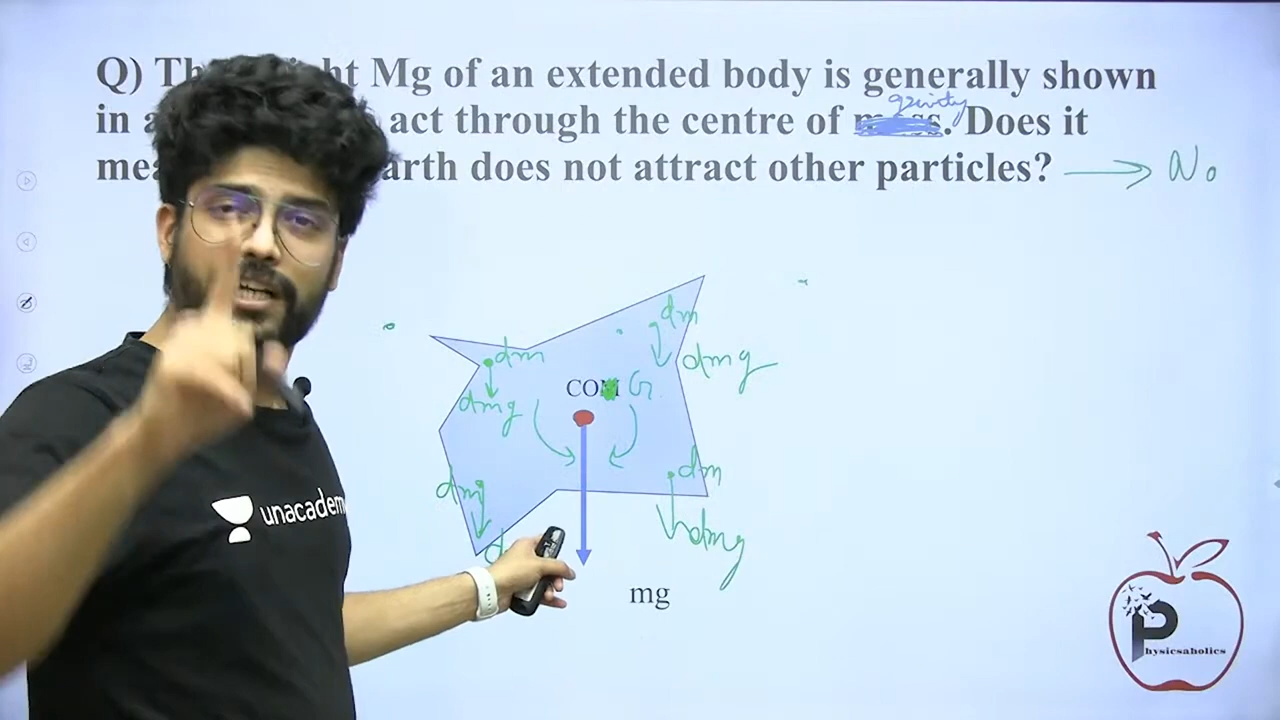 Q) Th ht Mg of an extended body is generally shown
gravity
in a act through the centre of mass. Does it
mea arth does not attract other particles? → No
dm
dm
dmg
COM G
dmg
dm
dmg
dmg
mg
unacadem
Physicsaholics